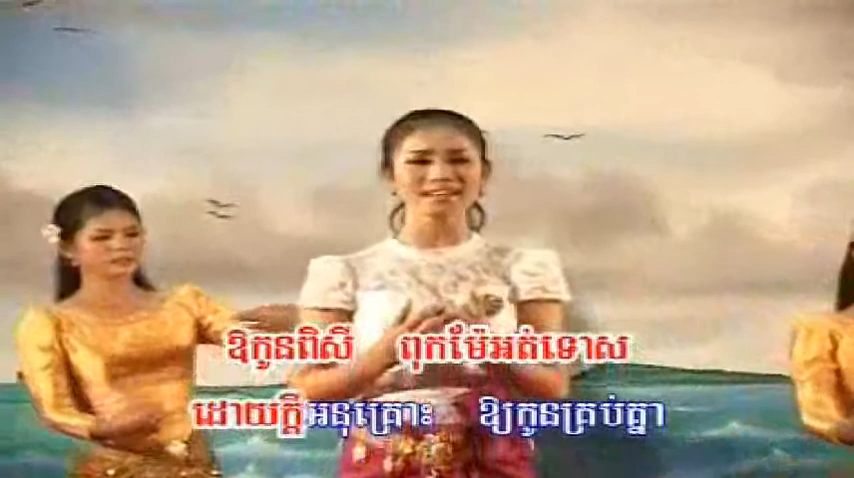 ឱកូនពិសី ពុកម៉ែអត់ទោស
ដោយក្ដីអនុគ្រោះ ឱ្យកូនគ្រប់គ្នា